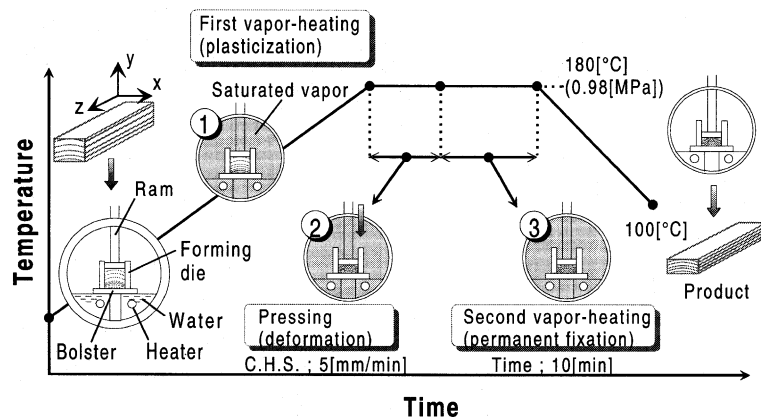 First vapor-heating
(plasticization)
y
x
z
Saturated vapor
1
180[°C]
(0.98[MPa])
Temperature
Ram
Forming
die
2
3
100[°C]
Water
Bolster
Heater
Pressing
(deformation)
C.H.S. ; 5[mm/min]
Second vapor-heating
(permanent fixation)
Time ; 10[min]
Product
Time